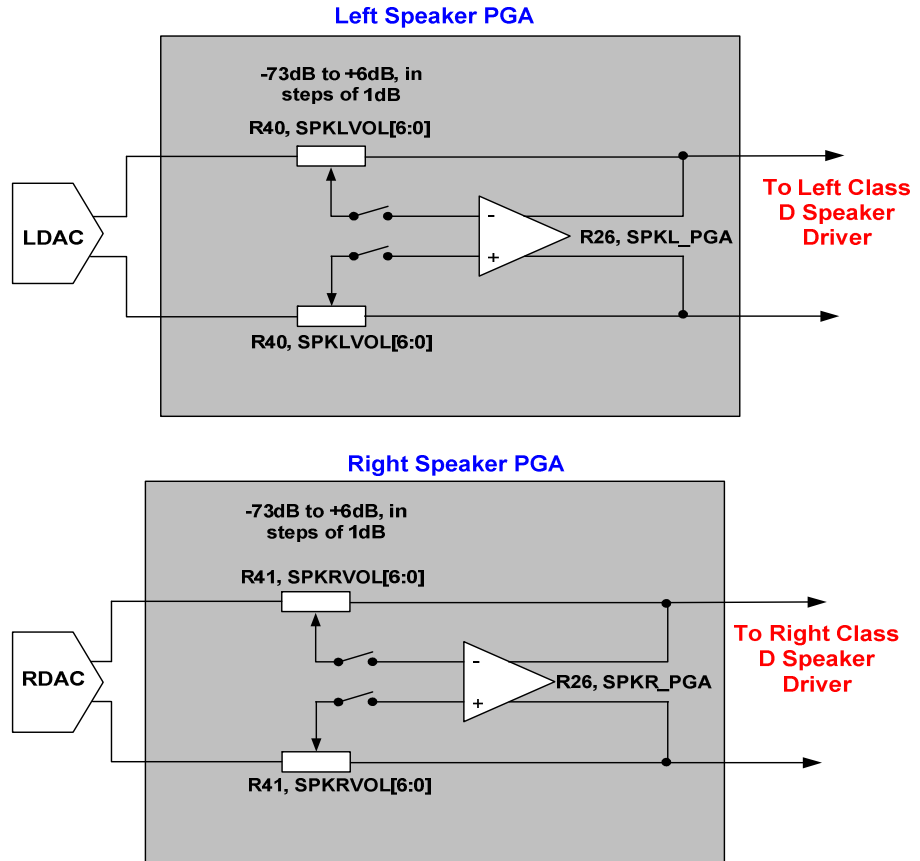 Left Speaker PGA
-73dB to +6dB, in
steps of 1dB
R40, SPKLVOL[6:0]
LDAC
-
+
R26, SPKL_PGA
To Left Class
D Speaker
Driver
R40, SPKLVOL[6:0]
Right Speaker PGA
-73dB to +6dB, in
steps of 1dB
R41, SPKRVOL[6:0]
RDAC
-
+
R26, SPKR_PGA
To Right Class
D Speaker
Driver
R41, SPKRVOL[6:0]